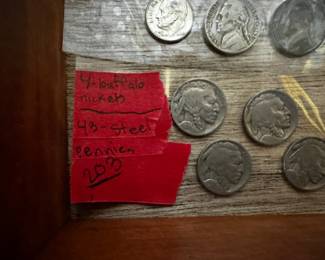 4-buffalo
nickels
43-Steel
pennies
20